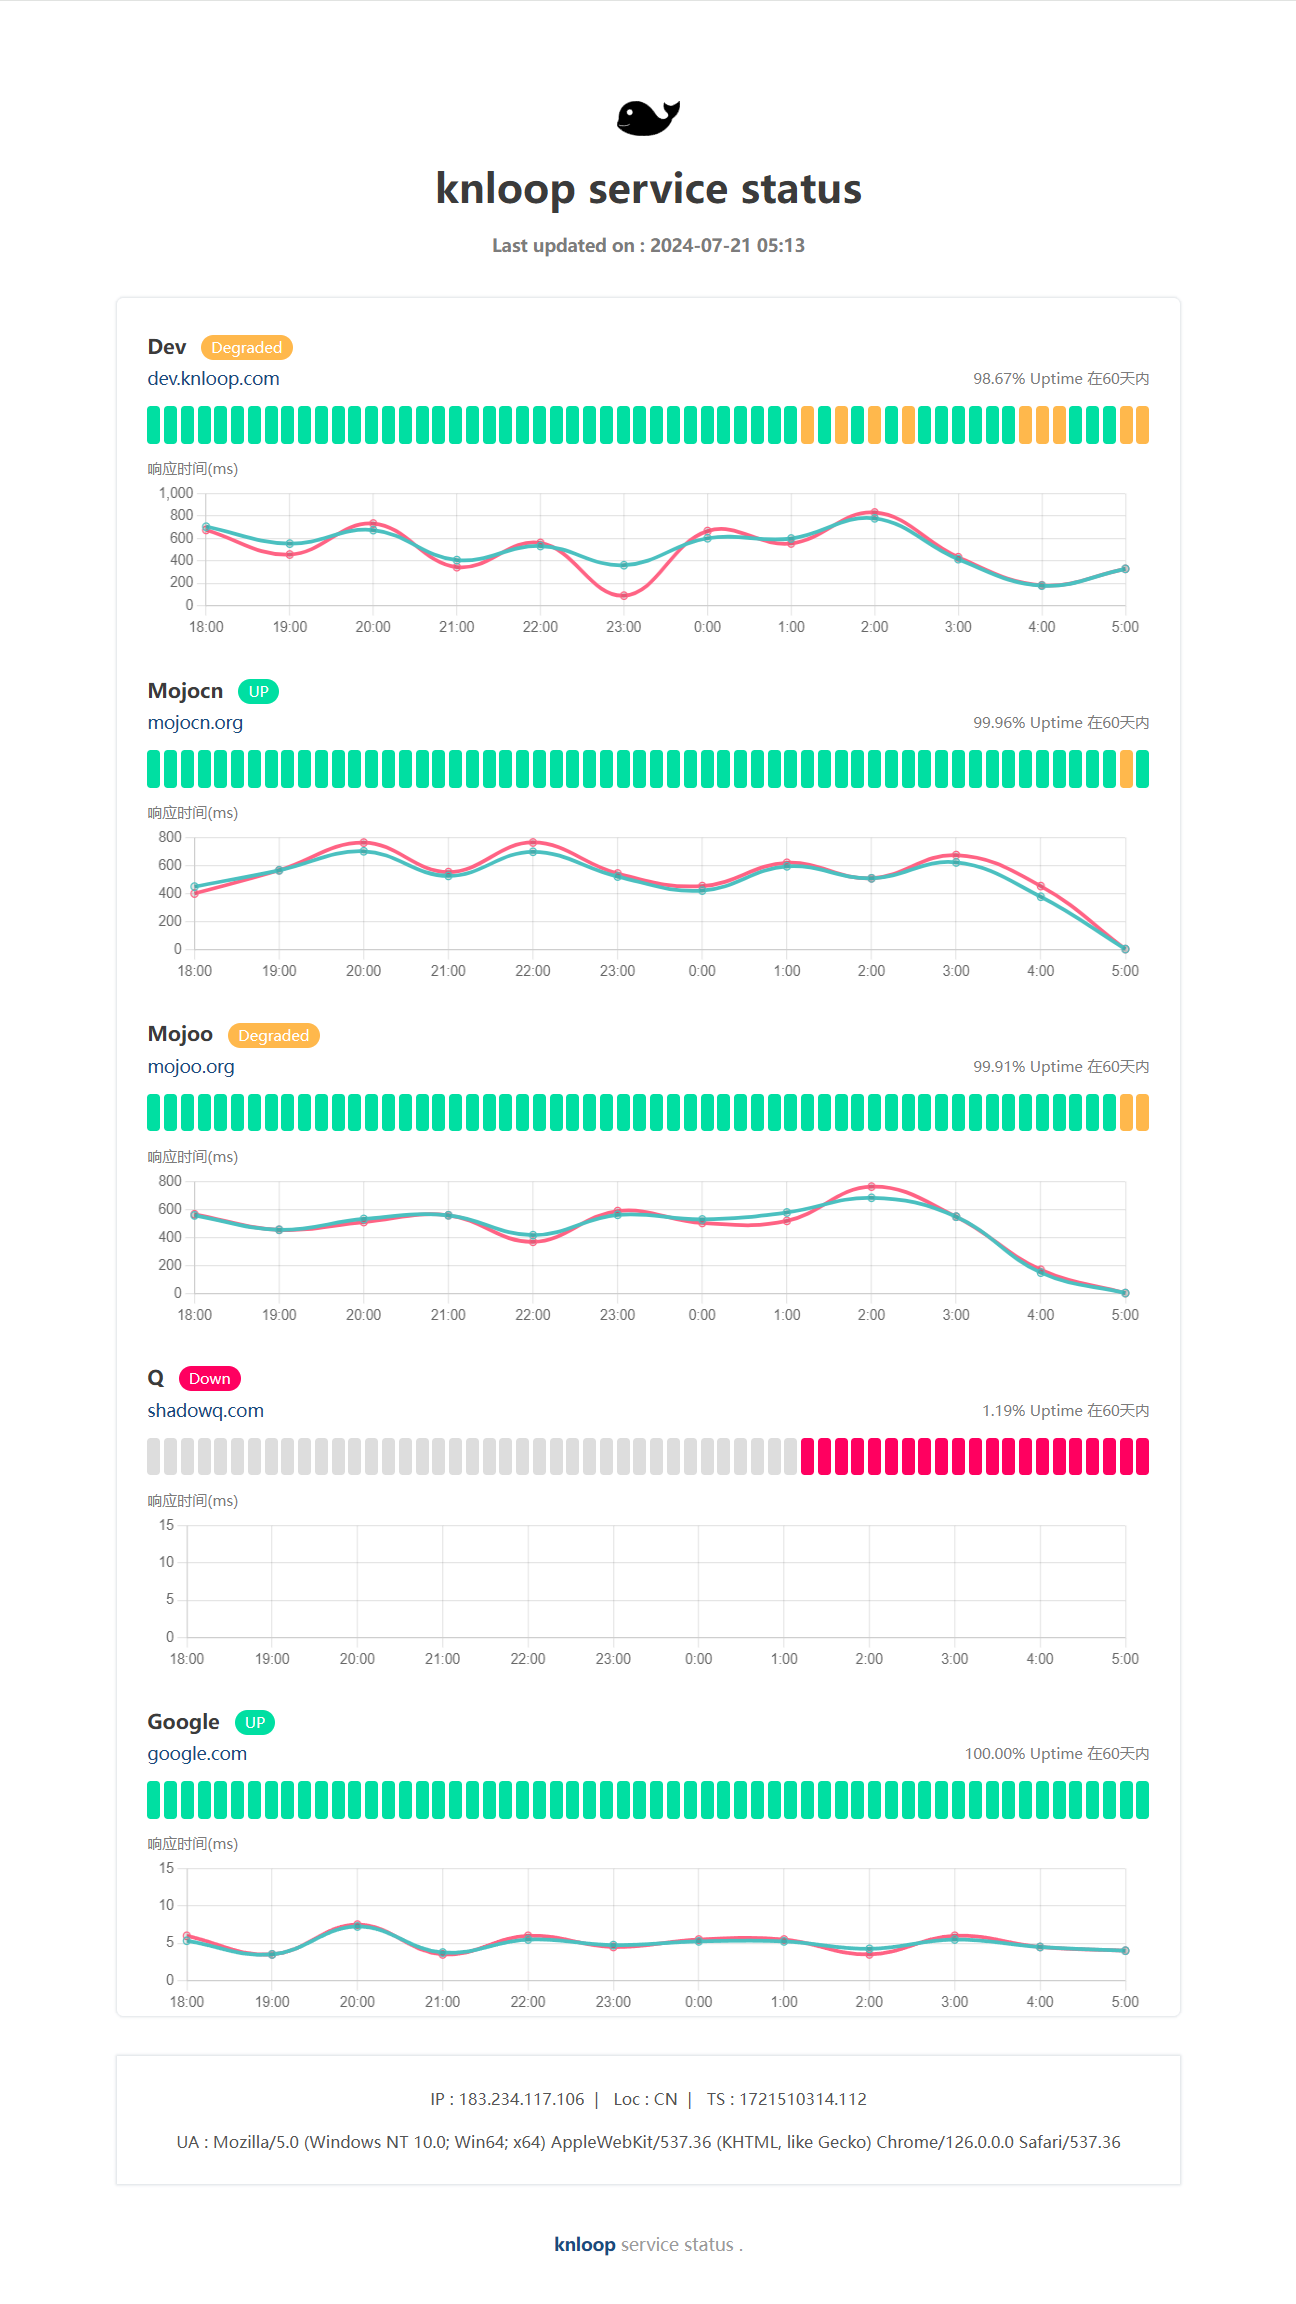 knloop service status
Last updated on : 2024-07-21 05:13
Dev Degraded
dev.knloop.com 98.67% Uptime 在60天内
响应时间(ms)
1,000
800
600
400
200
0
18:00 19:00 20:00 21:00 22:00 23:00 0:00 1:00 2:00 3:00 4:00 5:00
Mojocn UP
mojocn.org 99.96% Uptime 在60天内
响应时间(ms)
800
600
400
200
0
18:00 19:00 20:00 21:00 22:00 23:00 0:00 1:00 2:00 3:00 4:00 5:00
Mojoo Degraded
mojoo.org 99.91% Uptime 在60天内
响应时间(ms)
800
600
400
200
0
18:00 19:00 20:00 21:00 22:00 23:00 0:00 1:00 2:00 3:00 4:00 5:00
Q Down
shadowq.com 1.19% Uptime 在60天内
响应时间(ms)
15
10
5
0
18:00 19:00 20:00 21:00 22:00 23:00 0:00 1:00 2:00 3:00 4:00 5:00
Google UP
google.com 100.00% Uptime 在60天内
响应时间(ms)
15
10
5
0
18:00 19:00 20:00 21:00 22:00 23:00 0:00 1:00 2:00 3:00 4:00 5:00
IP : 183.234.117.106 | Loc : CN | TS : 1721510314.112
UA : Mozilla/5.0 (Windows NT 10.0; Win64; x64) AppleWebKit/537.36 (KHTML, like Gecko) Chrome/126.0.0.0 Safari/537.36
knloop service status .